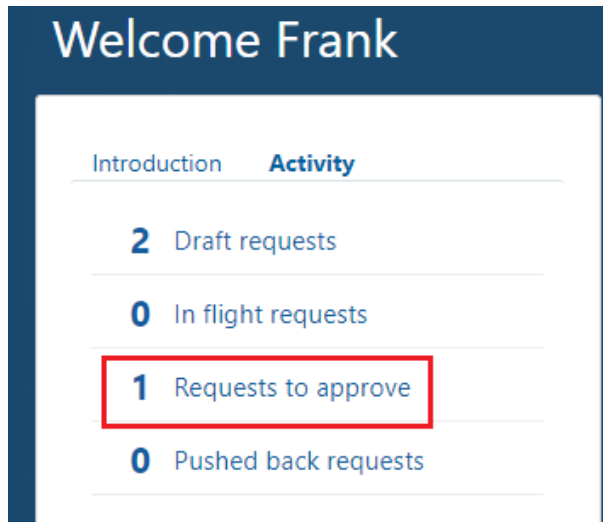 Welcome Frank
Introduction Activity
2 Draft requests
0 In flight requests
1 Requests to approve
0 Pushed back requests